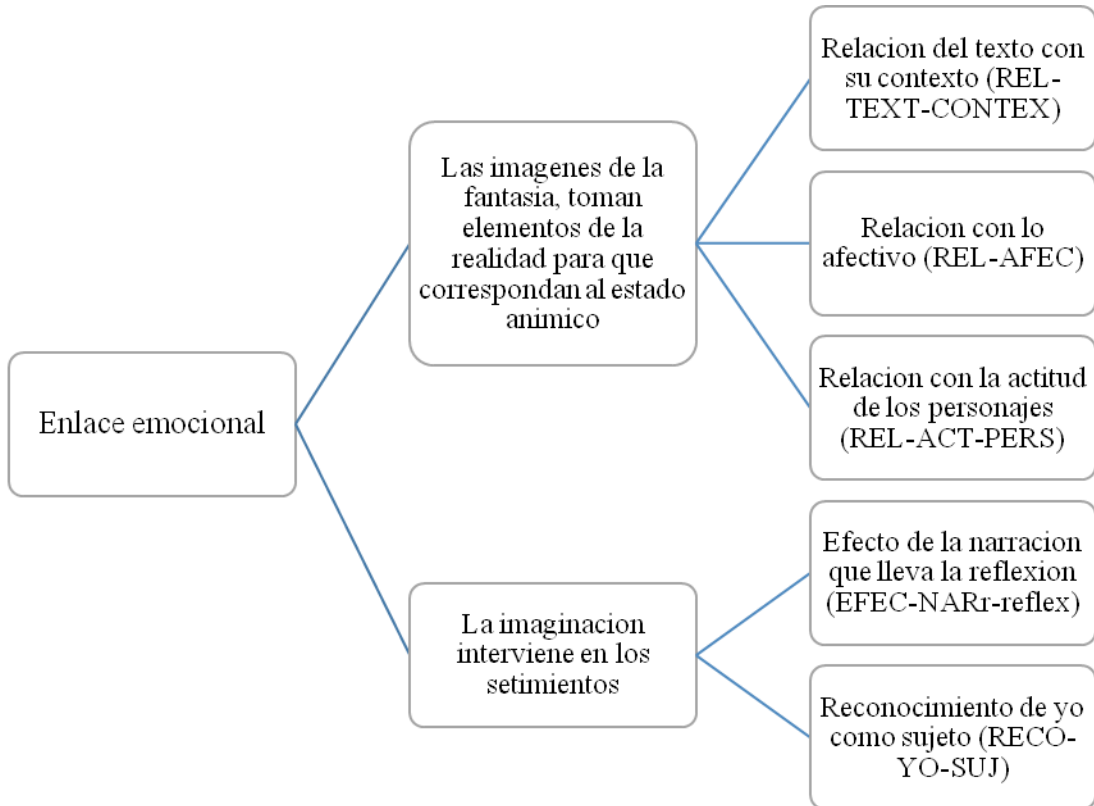 Enlace emocional
Las imagenes de la
fantasia, toman
elementos de la
realidad para que
correspondan al estado
animico
La imaginacion
interviene en los
setimientos
Relacion del texto con
su contexto (REL-
TEXT-CONTEX)
Relacion con lo
afectivo (REL-AFEC)
Relacion con la actitud
de los personajes
(REL-ACT-PERS)
Efecto de la narracion
que lleva la reflexion
(EFEC-NARr-reflex)
Reconocimiento de yo
como sujeto (RECO-
YO-SUJ)